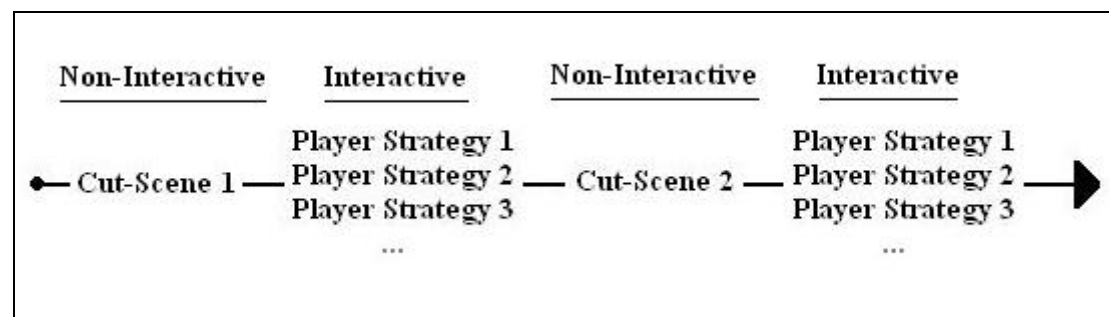 Non-Interactive Interactive Non-Interactive Interactive
Player Strategy 1 Player Strategy 1
Cut-Scene 1 Player Strategy 2 Cut-Scene 2 Player Strategy 2
Player Strategy 3 Player Strategy 3
... ...